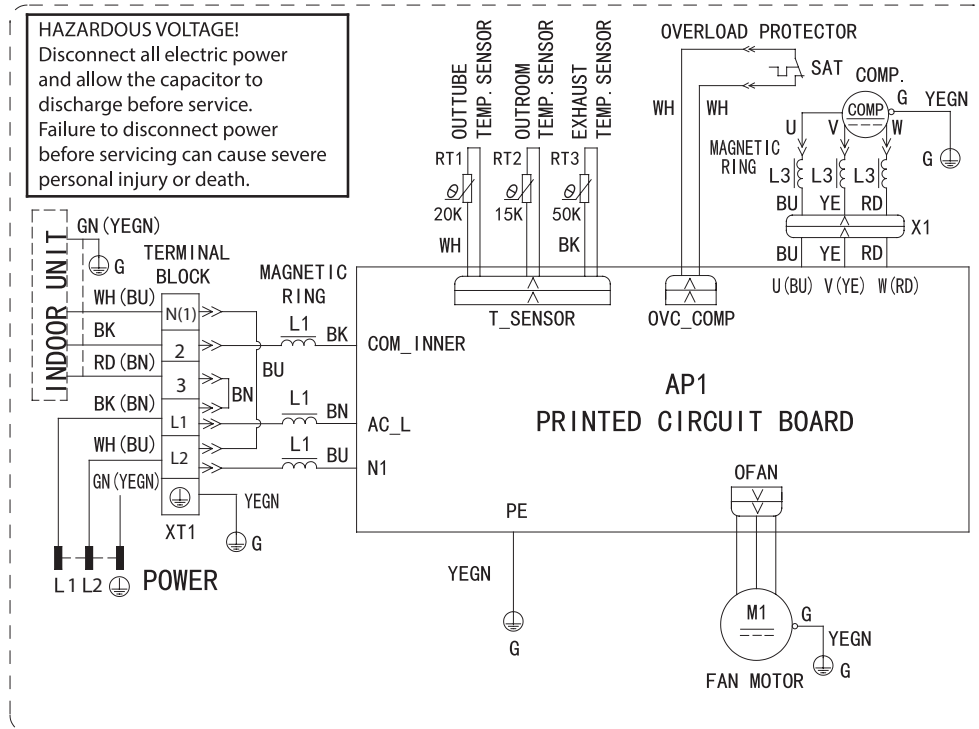 HAZARDOUS VOLTAGE!
Disconnect all electric power
and allow the capacitor to
discharge before service.
Failure to disconnect power
before servicing can cause severe
personal injury or death.
OUTTUBE
TEMP. SENSOR
OUTROOM
TEMP. SENSOR
EXHAUST
TEMP. SENSOR
RT1
RT2
RT3
θ
θ
θ
20K
15K
50K
WH
BK
T_SENSOR
OVERLOAD PROTECTOR
SAT
WH
WH
OVC_COMP
COMP.
COMP
G
YEGN
G
U
V
W
MAGNETIC
RING
L3
L3
L3
BU
YE
RD
X1
BU
YE
RD
U(BU)
V(YE)
W(RD)
INDOOR UNIT
GN(YEGN)
G
TERMINAL
BLOCK
WH(BU)
BK
RD(BN)
BK(BN)
WH(BU)
GN(YEGN)
N(1)
2
3
L1
L2
XT1
YEGN
G
BU
BN
MAGNETIC
RING
L1
BK
L1
BN
L1
BU
COM_INNER
AC_L
N1
AP1
PRINTED CIRCUIT BOARD
PE
YEGN
G
OFAN
M1
G
YEGN
G
FAN MOTOR
L1
L2
POWER